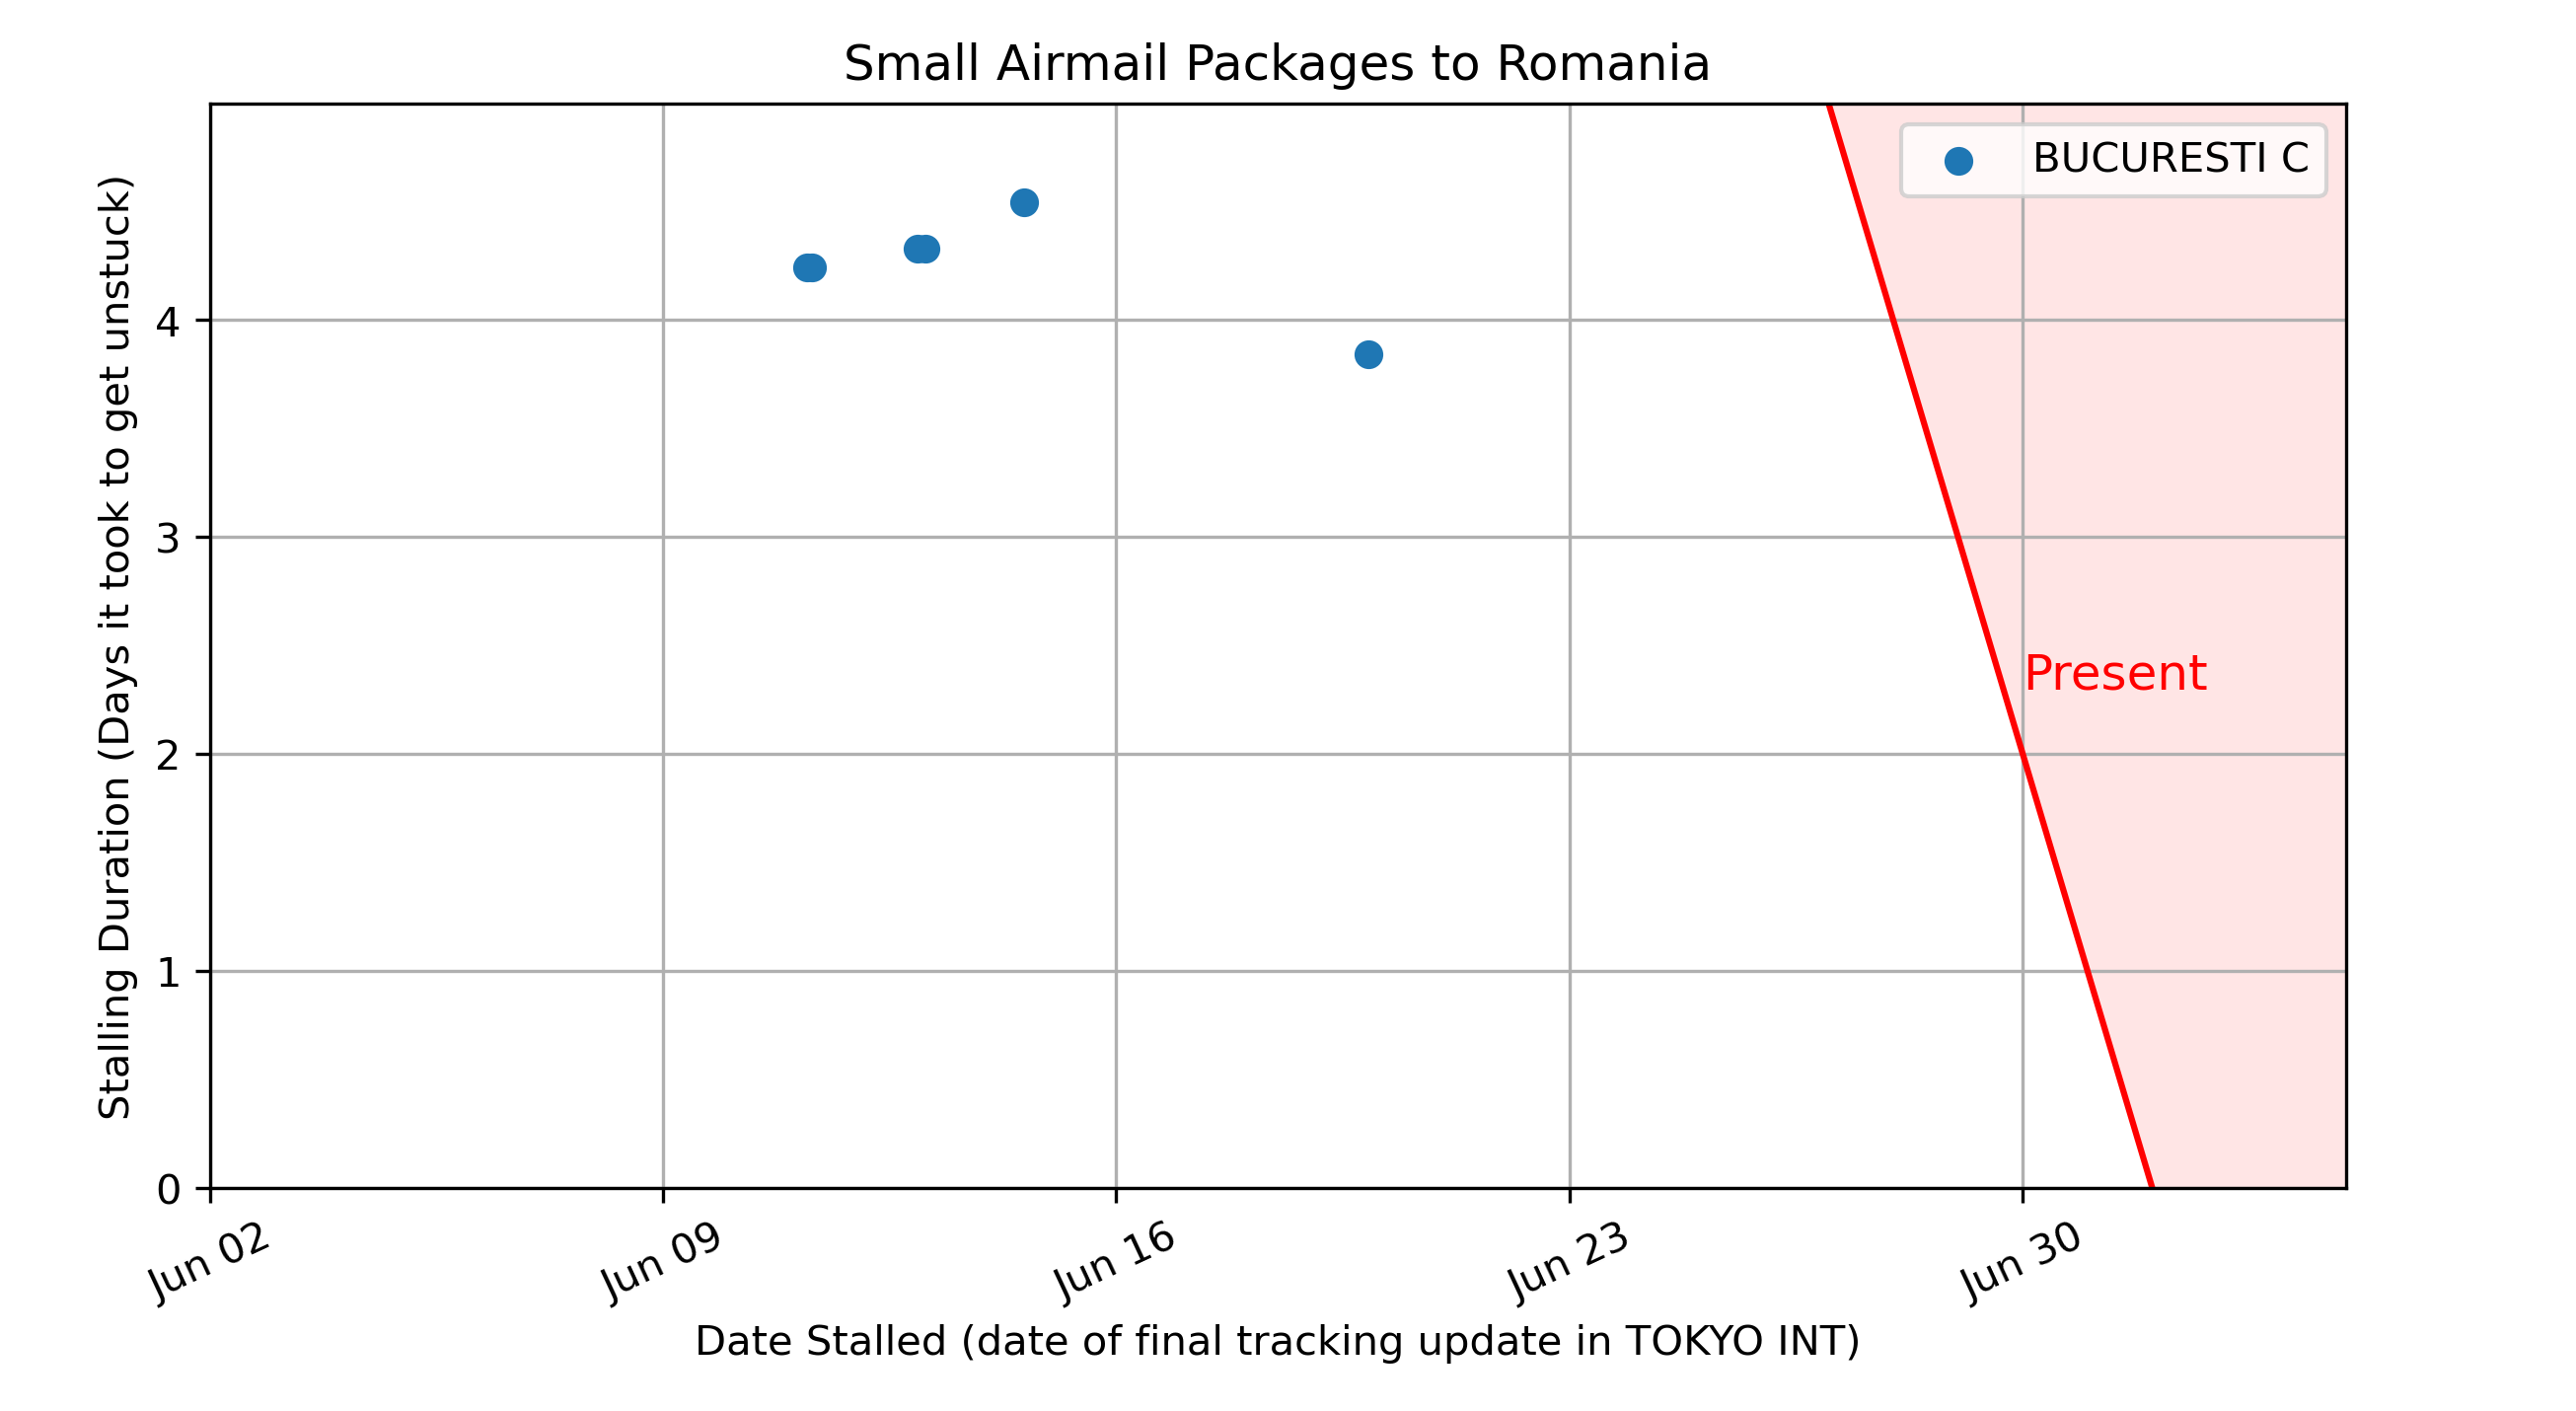 Small Airmail Packages to Romania
BUCURESTI C
Stalling Duration (Days it took to get unstuck)
4
3
2
1
0
Present
Jun 02
Jun 09
Jun 16
Jun 23
Jun 30
Date Stalled (date of final tracking update in TOKYO INT)